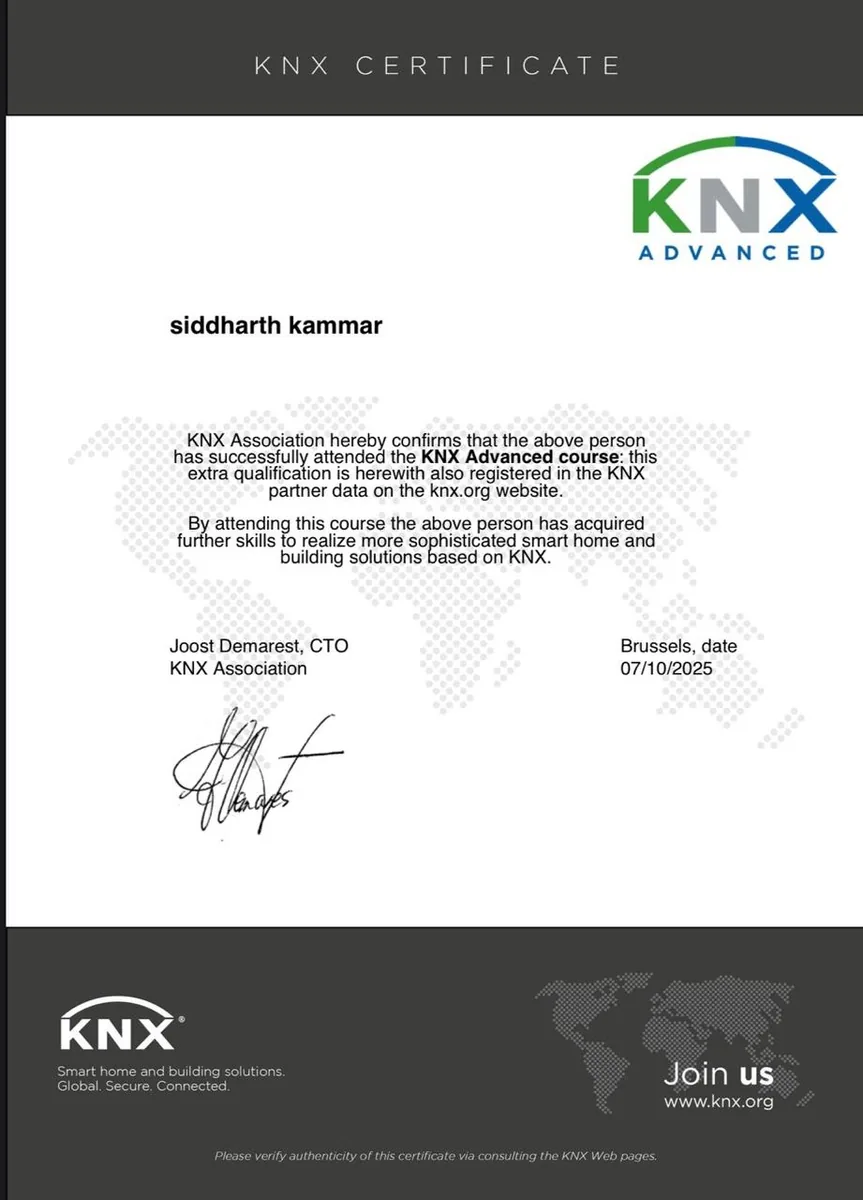 KNX CERTIFICATE
KNX
ADVANCED
siddharth kammar
KNX Association hereby confirms that the above person
has successfully attended the KNX Advanced course: this
extra qualification is herewith also registered in the KNX
partner data on the knx.org website.
By attending this course the above person has acquired
further skills to realize more sophisticated smart home and
building solutions based on KNX.
Joost Demarest, CTO
KNX Association
Brussels, date
07/10/2025
KNX®
Smart home and building solutions.
Global. Secure. Connected.
Join us
www.knx.org
Please verify authenticity of this certificate via consulting the KNX Web pages.